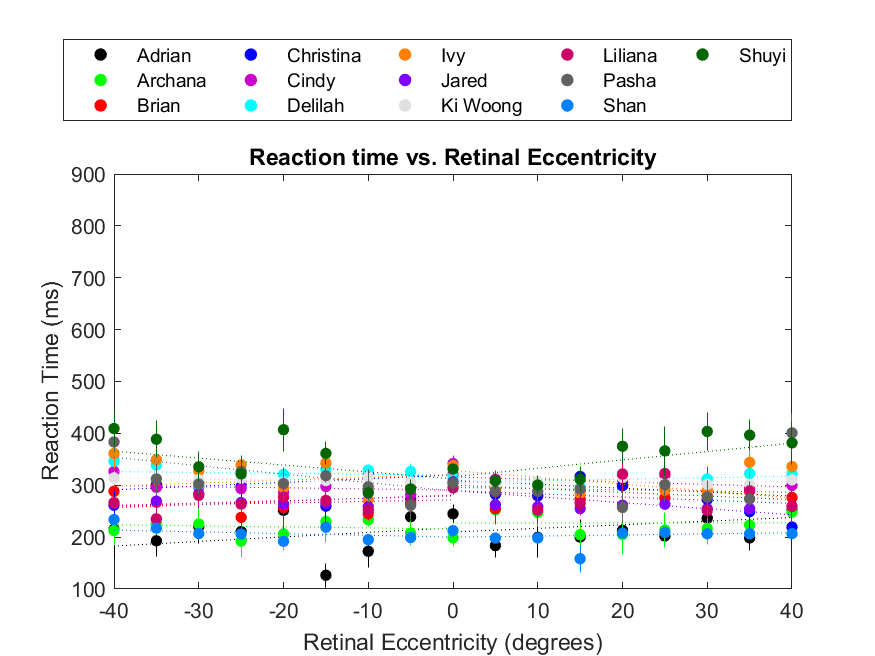 Adrian Christina Ivy Liliana Shuyi
Archana Cindy Jared Pasha
Brian Delilah Ki Woong Shan
Reaction time vs. Retinal Eccentricity
900
800
700
600
500
400
300
200
100
Reaction Time (ms)
-40 -30 -20 -10 0 10 20 30 40
Retinal Eccentricity (degrees)